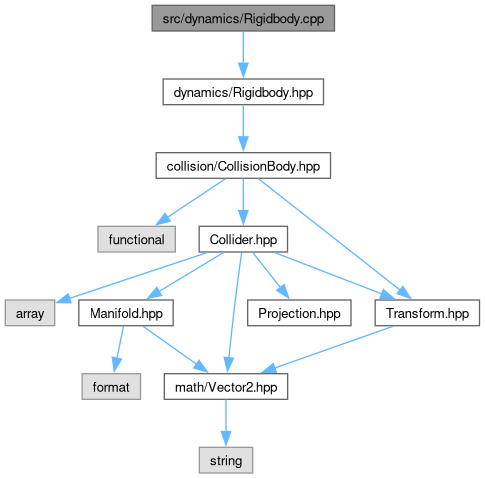 src/dynamics/Rigidbody.cpp
dynamics/Rigidbody.hpp
collision/CollisionBody.hpp
functional
Collider.hpp
array
Manifold.hpp
Projection.hpp
Transform.hpp
format
math/Vector2.hpp
string